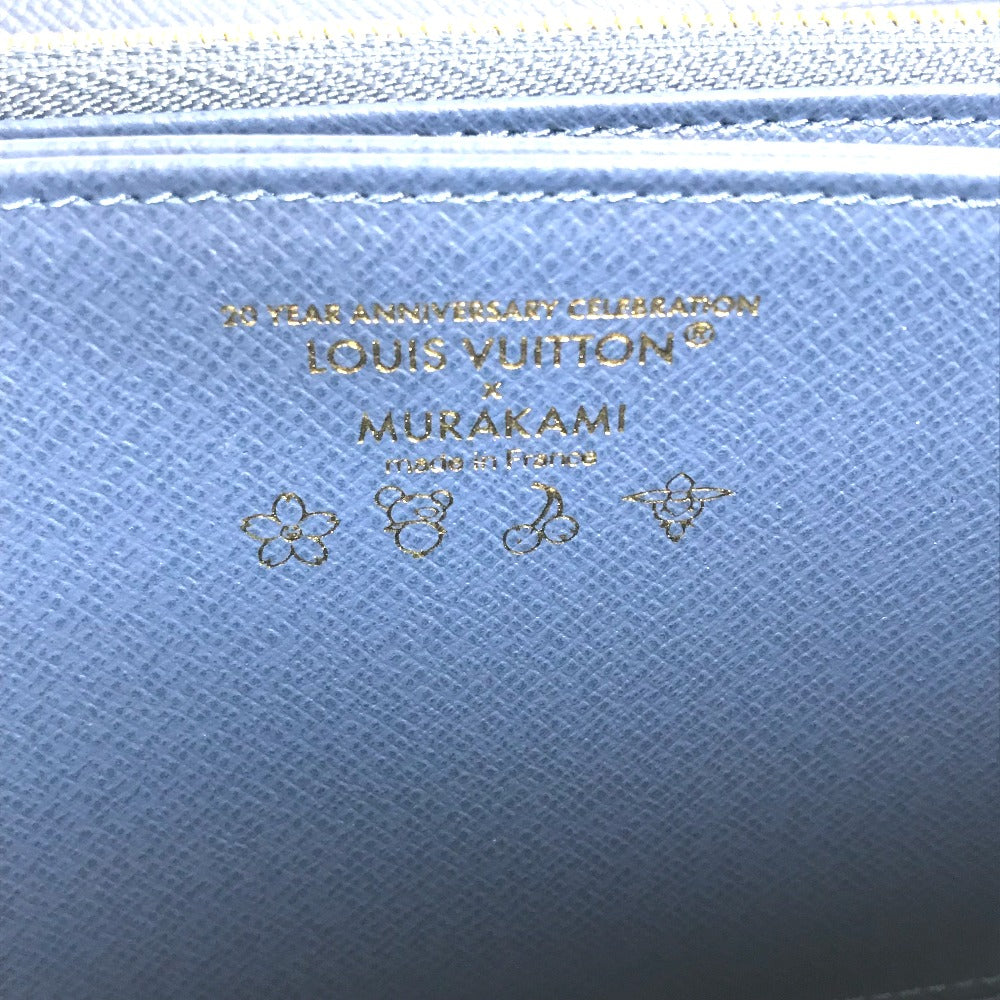 20 YEAR ANNIVERSARY CELEBRATION
LOUIS VUITTON®
x
MURAKAMI
made in France